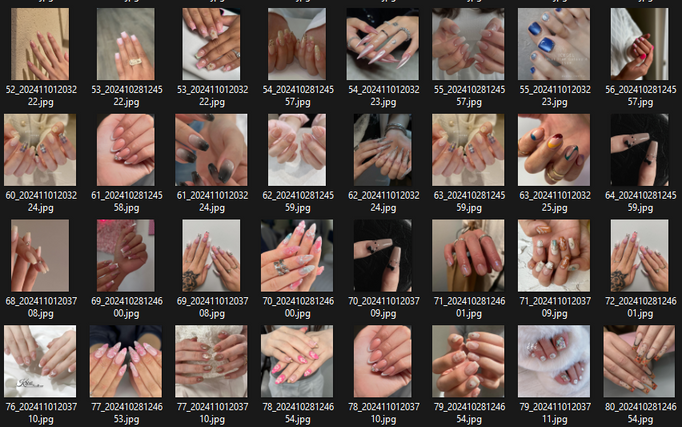 52_202411012032 53_202410281245 53_202411012032 54_202410281245 54_202411012032 55_202410281245 55_202411012032 56_202410281245
22.jpg 22.jpg 22.jpg 57.jpg 23.jpg 57.jpg 23.jpg 57.jpg
60_202411012032 61_202410281245 61_202411012032 62_202410281245 62_202411012032 63_202410281245 63_202411012032 64_202410281245
24.jpg 58.jpg 24.jpg 59.jpg 24.jpg 59.jpg 25.jpg 59.jpg
68_202411012037 69_202410281246 69_202411012037 70_202410281246 70_202411012037 71_202410281246 71_202411012037 72_202410281246
08.jpg 00.jpg 08.jpg 00.jpg 09.jpg 01.jpg 09.jpg 01.jpg
76_202411012037 77_202410281246 77_202411012037 78_202410281246 78_202411012037 79_202410281246 79_202411012037 80_202410281246
10.jpg 53.jpg 10.jpg 54.jpg 10.jpg 54.jpg 11.jpg 54.jpg